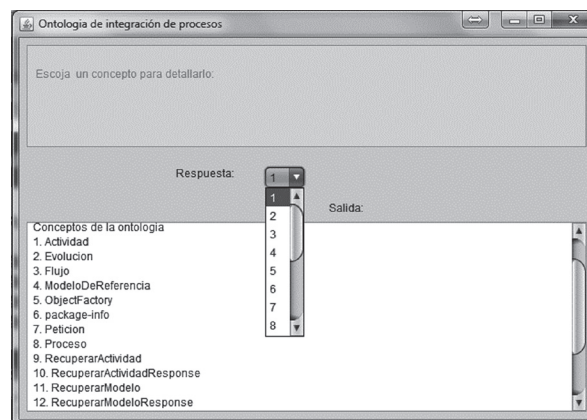 Ontologia de integración de procesos
Escoja un concepto para detallarlo:
Respuesta:
1
1
2
3
4
5
6
7
8
Salida:
Conceptos de la ontologia
1. Actividad
2. Evolucion
3. Flujo
4. ModeloDeReferencia
5. ObjectFactory
6. package-info
7. Peticion
8. Proceso
9. RecuperarActividad
10. RecuperarActividadResponse
11. RecuperarModelo
12. RecuperarModeloResponse